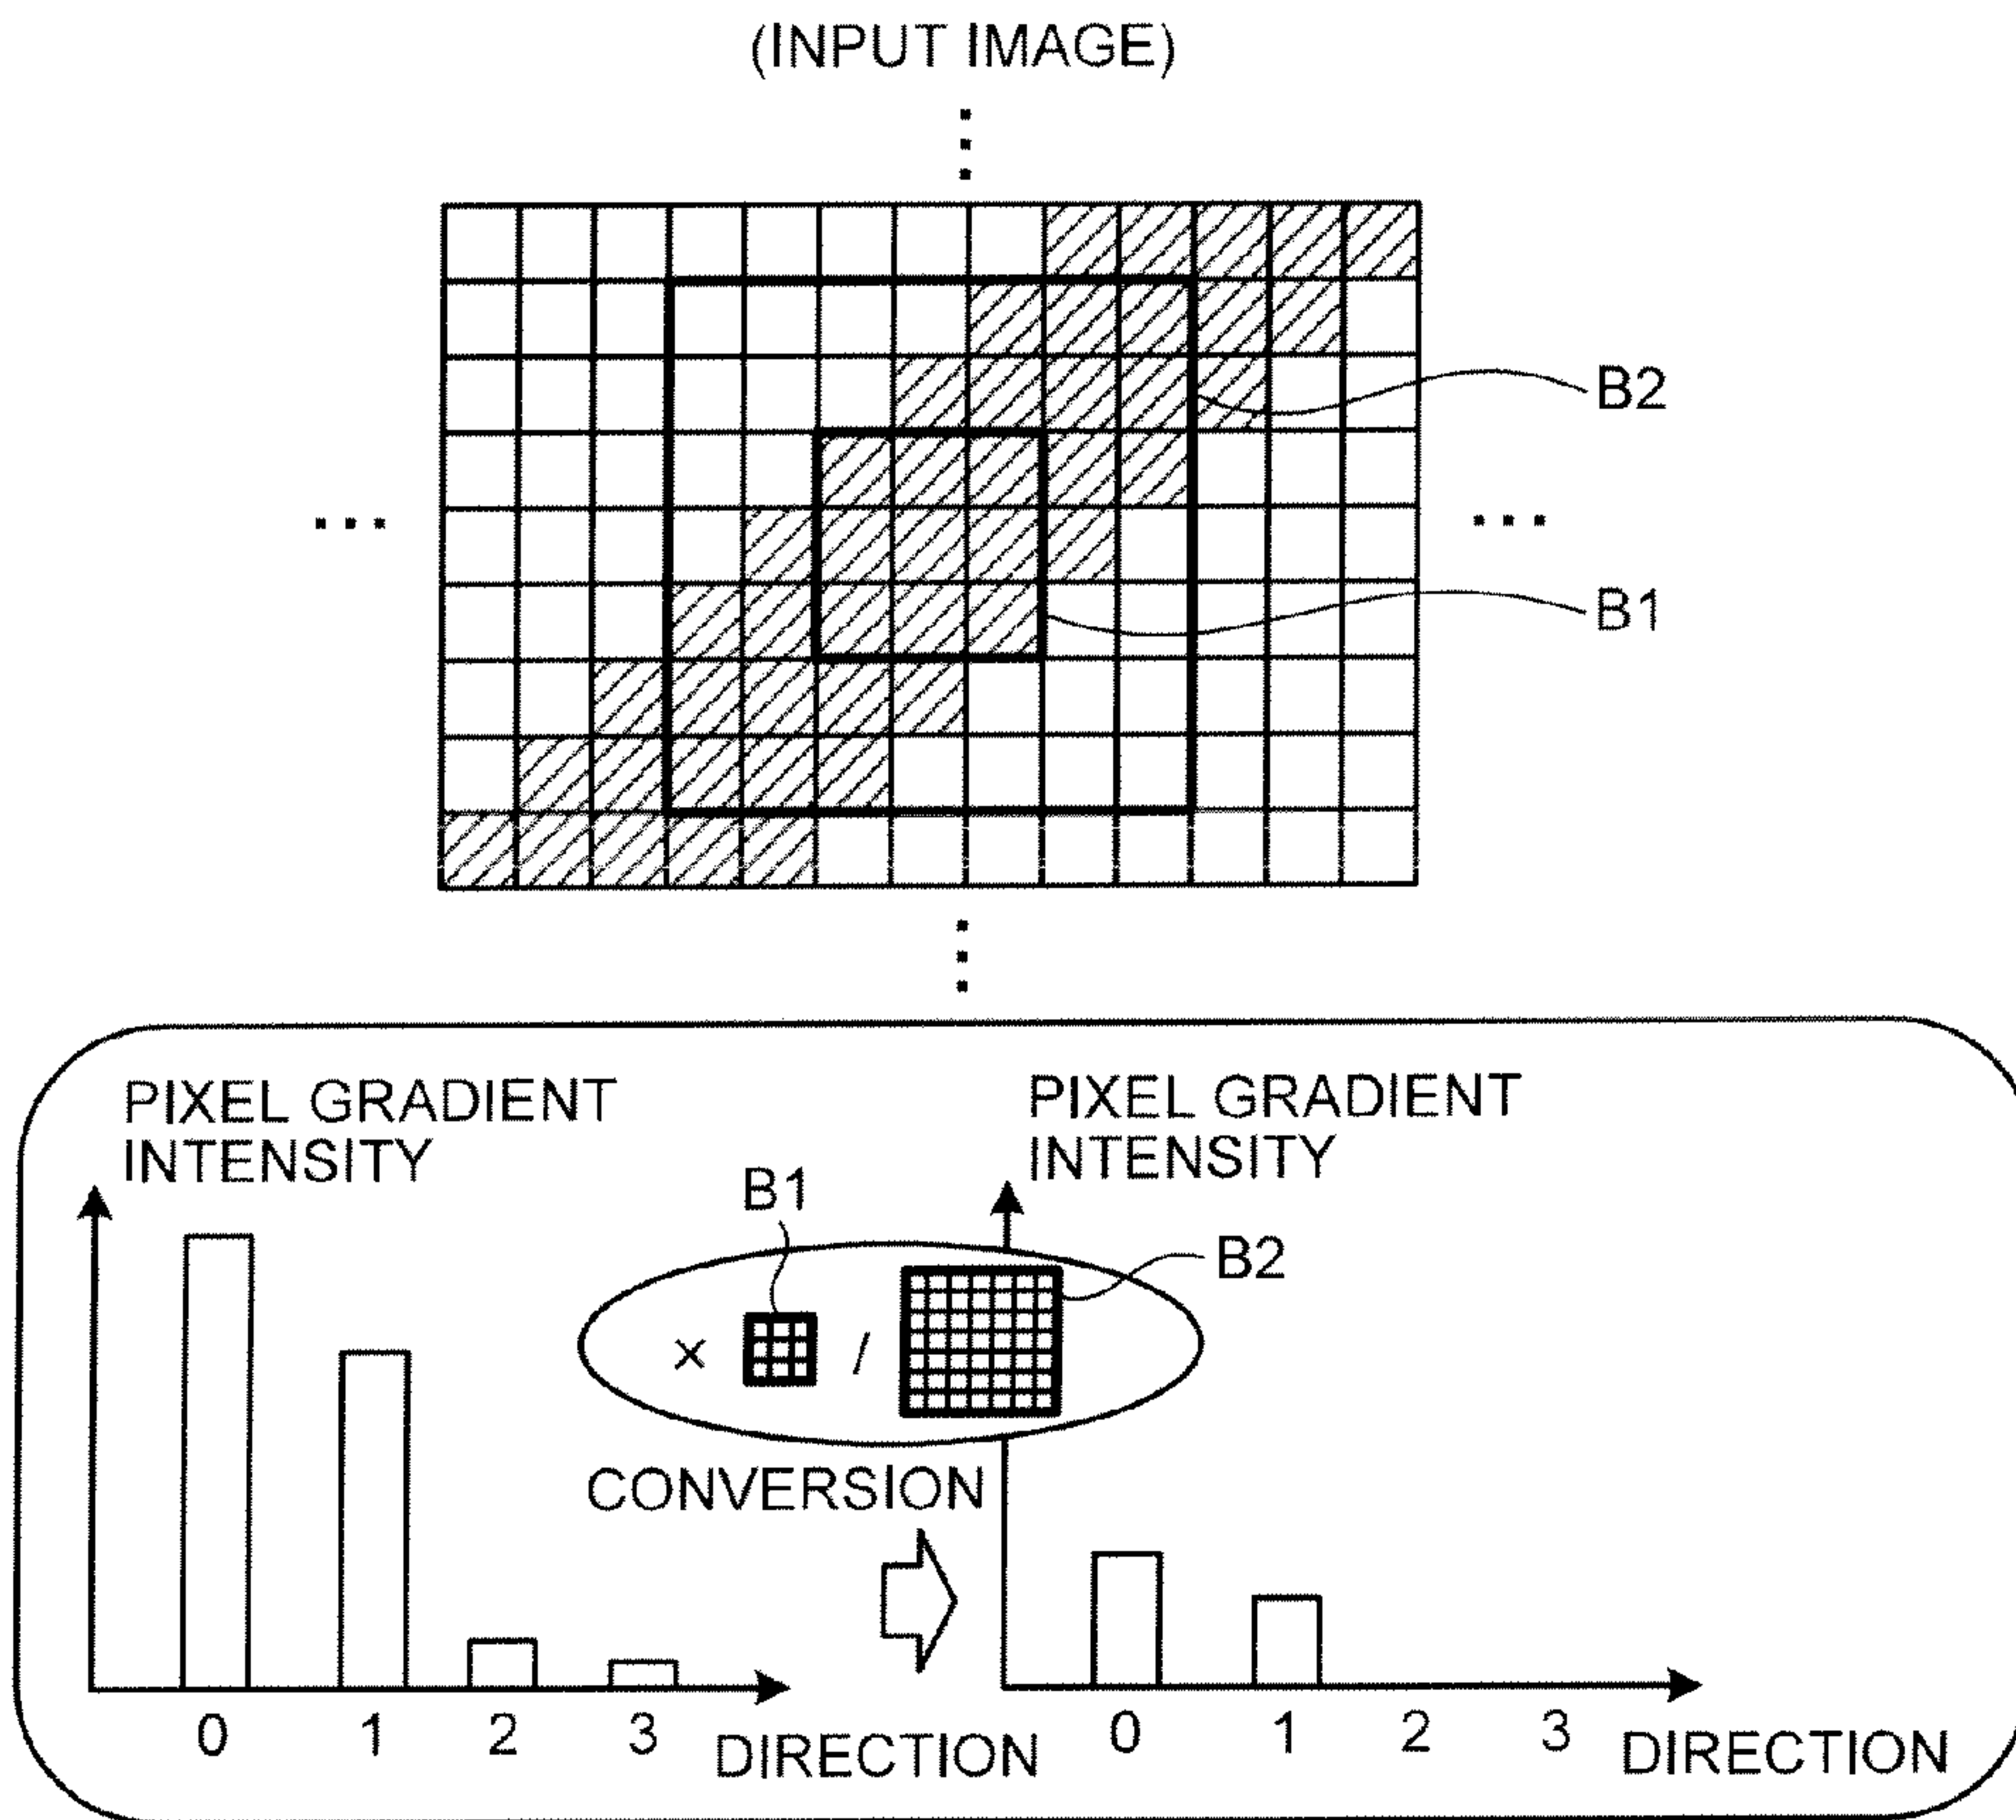 (INPUT IMAGE)
B2
B1
PIXEL GRADIENT
INTENSITY
PIXEL GRADIENT
INTENSITY
B1
B2
× /
CONVERSION
0 1 2 3
DIRECTION
0 1 2 3
DIRECTION